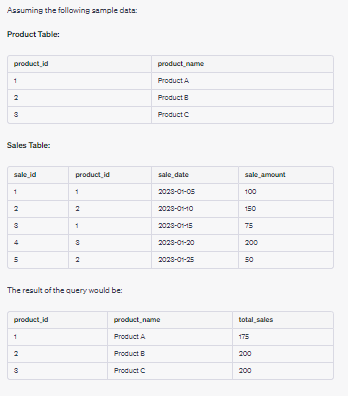 Assuming the following sample data:
Product Table:
product_id product_name
1 Product A
2 Product B
3 Product C
Sales Table:
sale_id product_id sale_date sale_amount
1 1 2023-01-05 100
2 2 2023-01-10 150
3 1 2023-01-15 75
4 3 2023-01-20 200
5 2 2023-01-25 50
The result of the query would be:
product_id product_name total_sales
1 Product A 175
2 Product B 200
3 Product C 200